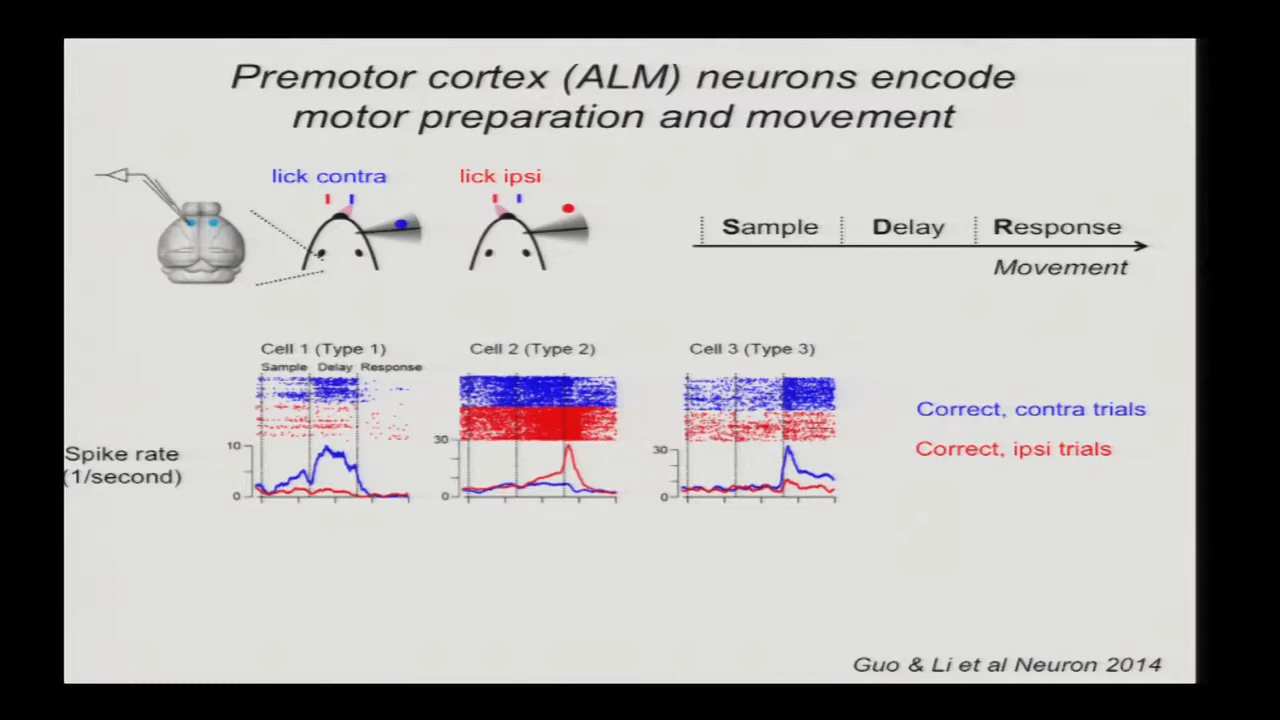 Premotor cortex (ALM) neurons encode
motor preparation and movement
lick contra
lick ipsi
Sample
Delay
Response
Movement
Cell 1 (Type 1)
Cell 2 (Type 2)
Cell 3 (Type 3)
Sample Delay Response
Correct, contra trials
Correct, ipsi trials
Spike rate
(1/second)
10
0
30
0
30
0
Guo & Li et al Neuron 2014